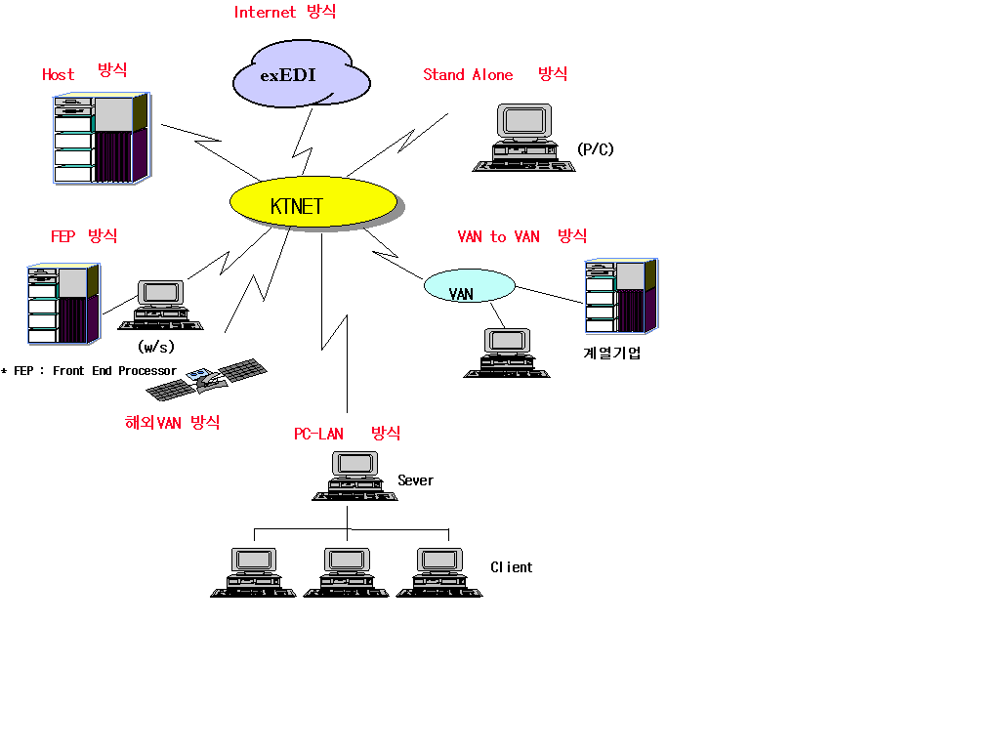 Internet 방식
exEDI
Host 방식
Stand Alone 방식
(P/C)
KTNET
FEP 방식
VAN to VAN 방식
VAN
(w/s)
계열기업
* FEP : Front End Processor
해외VAN 방식
PC-LAN 방식
Sever
Client